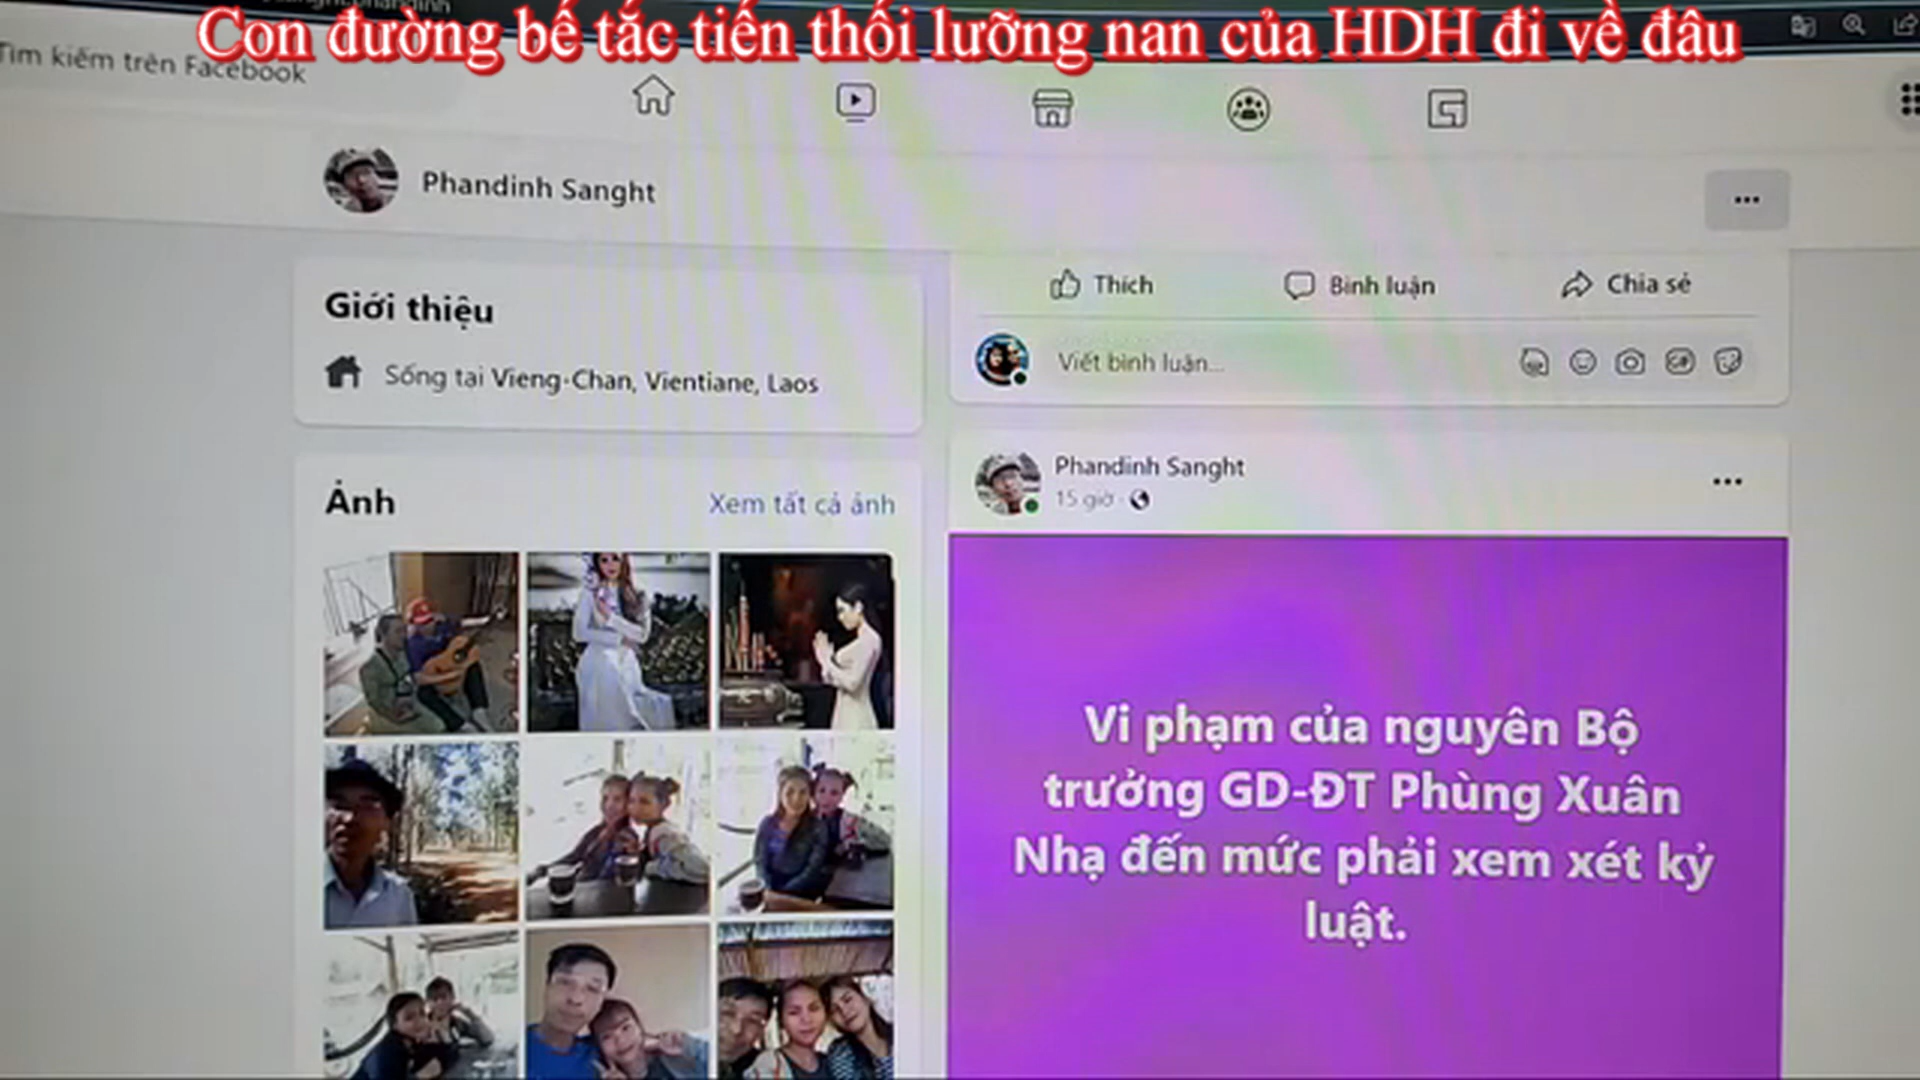 Con đường bế tắc tiến thối lưỡng nan của HDH đi về đâu
Tìm kiếm trên Facebook
Phandinh Sanght
Giới thiệu
Sống tại Vieng-Chan, Vientiane, Laos
Ảnh
Xem tất cả ảnh
Thích
Bình luận
Chia sẻ
Viết bình luận...
GIF
Phandinh Sanght
15 giờ
Vi phạm của nguyên Bộ
trưởng GD-ĐT Phùng Xuân
Nhạ đến mức phải xem xét kỷ
luật.